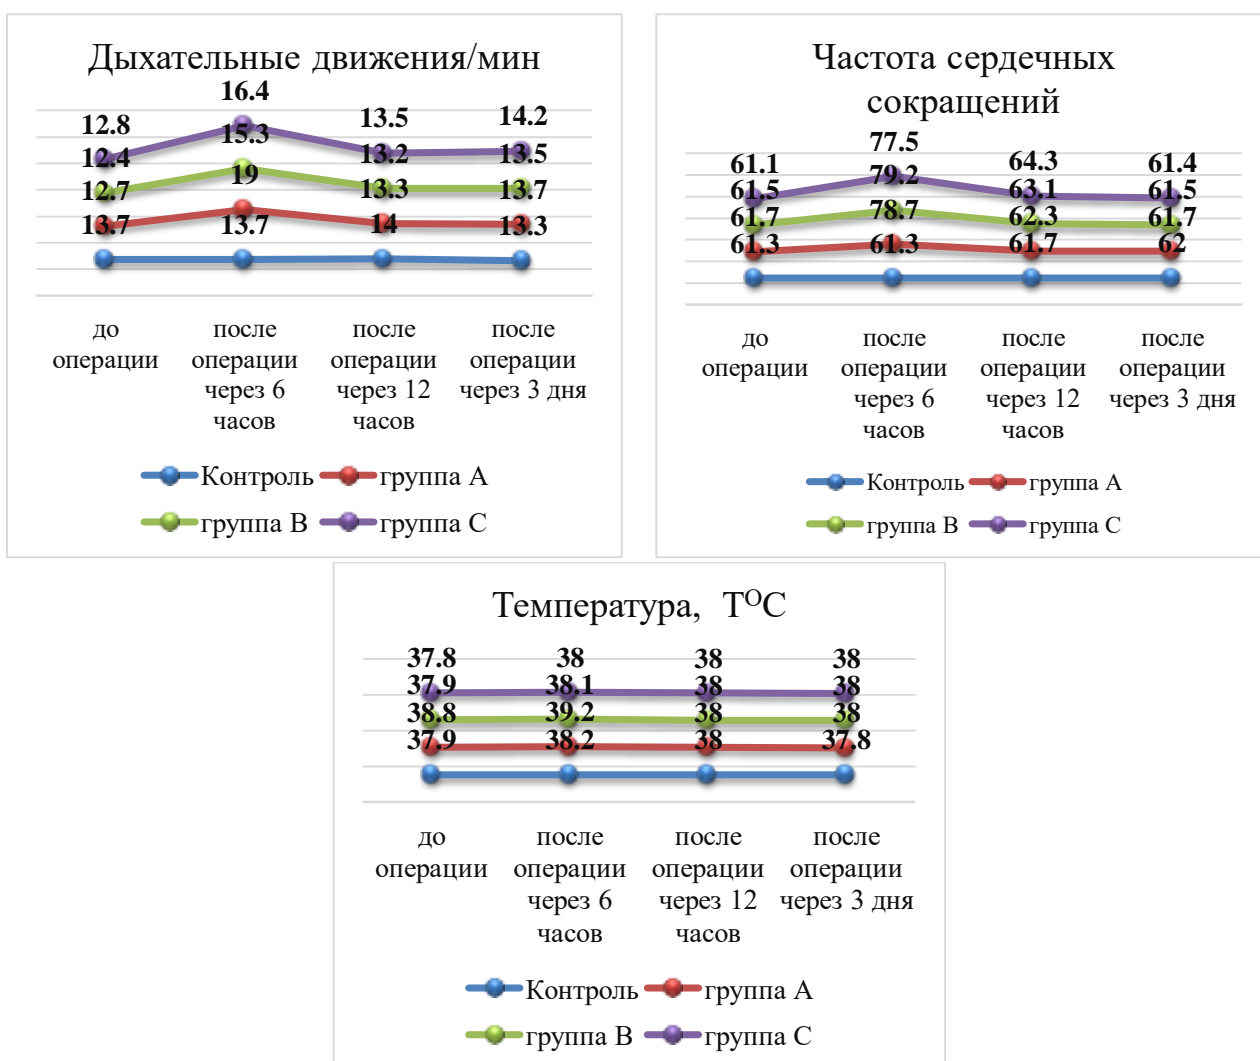 Дыхательные движения/мин
16.4
12.8 13.5 14.2
15.3
12.4 13.2 13.5
19
12.7 13.3 13.7
13.7 13.7 14 13.3
до операции
после операции через 6 часов
после операции через 12 часов
после операции через 3 дня
Контроль группа А
группа В группа С
Частота сердечных
сокращений
77.5
61.1 64.3 61.4
61.5 79.2 63.1 61.5
61.7 78.7 62.3 61.7
61.3 61.3 61.7 62
до операции
после операции через 6 часов
после операции через 12 часов
после операции через 3 дня
Контроль группа А
группа В группа С
Температура, TᴼC
37.8 38 38 38
37.9 38.1 38 38
38.8 39.2 38 38
37.9 38.2 38 37.8
до операции
после операции через 6 часов
после операции через 12 часов
после операции через 3 дня
Контроль группа А
группа В группа С